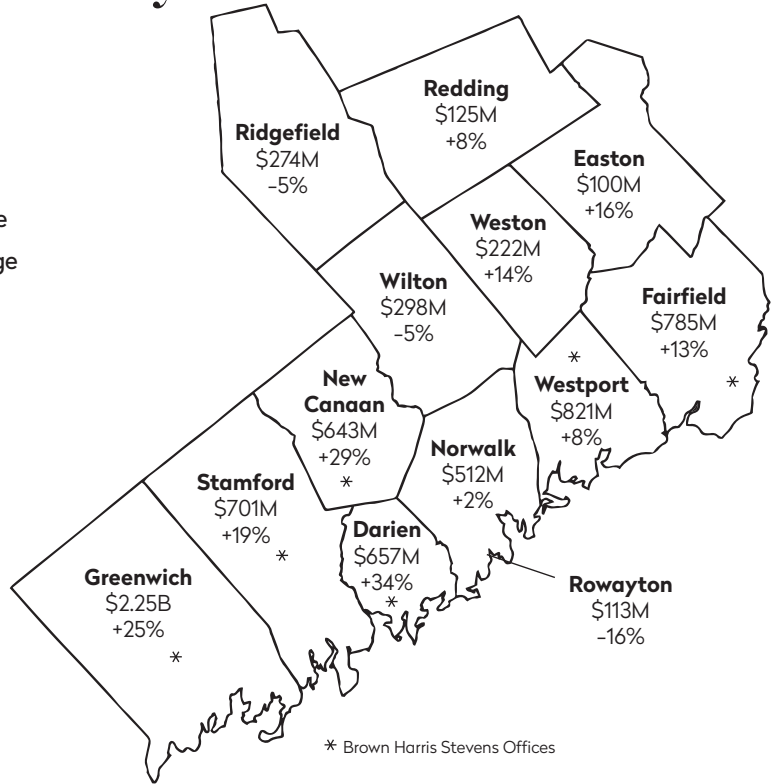 Redding
$125M
+8%
Ridgefield
$274M
-5%
Easton
$100M
+16%
Weston
$222M
+14%
Wilton
$298M
-5%
Fairfield
$785M
+13%
*
New
Canaan
$643M
+29%
*
*
Westport
$821M
+8%
Norwalk
$512M
+2%
Stamford
$701M
+19%
*
Darien
$657M
+34%
*
Greenwich
$2.25B
+25%
*
Rowayton
$113M
-16%
* Brown Harris Stevens Offices